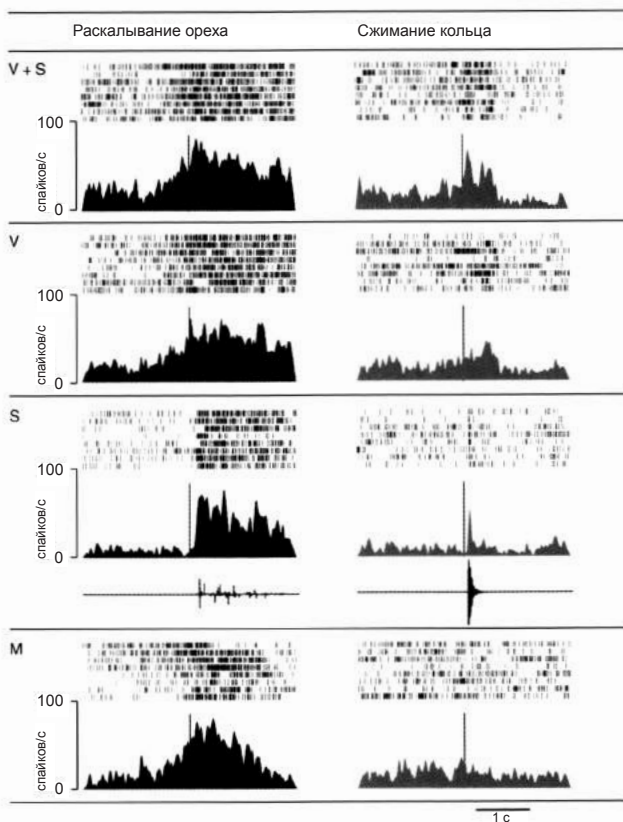 Раскалывание ореха Сжимание кольца
V + S
100
спайков/с
0
V
100
спайков/с
0
S
100
спайков/с
0
M
100
спайков/с
0
1 с